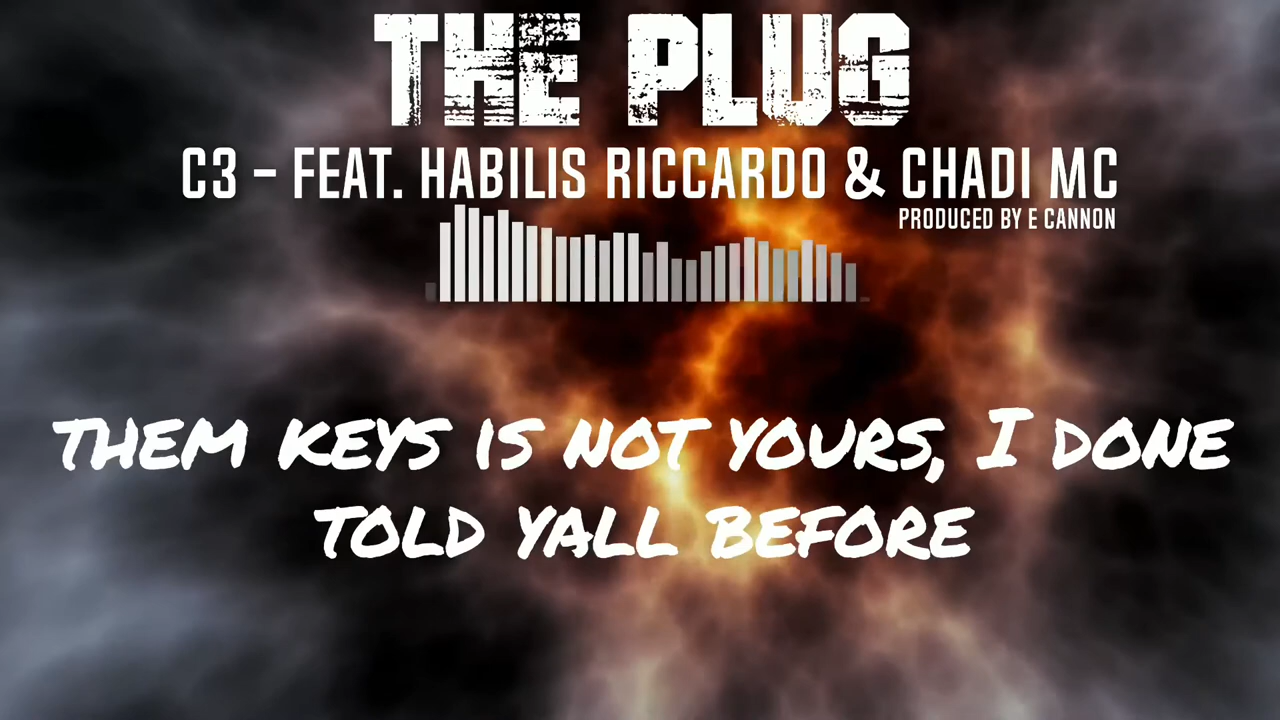 THE PLUG
C3 – FEAT. HABILIS RICCARDO & CHADI MC
PRODUCED BY E CANNON
THEM KEYS IS NOT YOURS, I DONE
TOLD YALL BEFORE